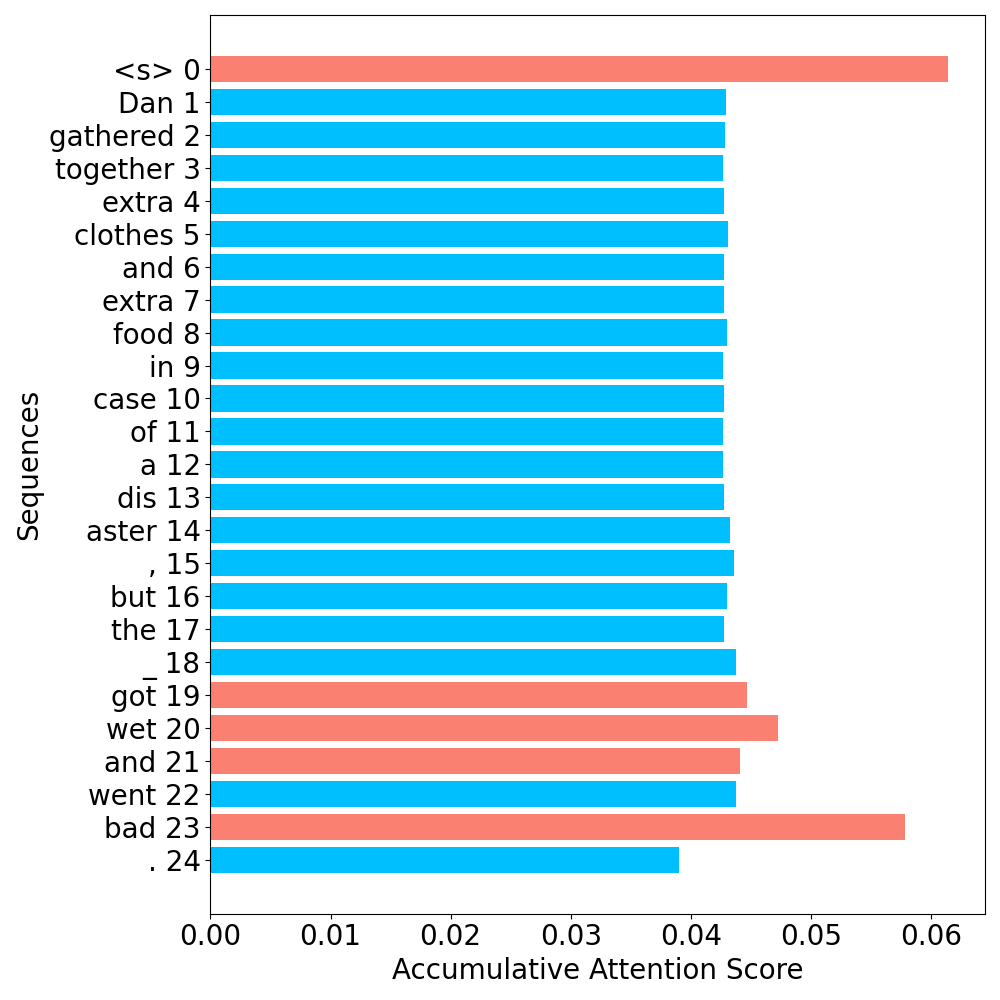 <s> 0
Dan 1
gathered 2
together 3
extra 4
clothes 5
and 6
extra 7
food 8
in 9
case 10
of 11
a 12
dis 13
aster 14
, 15
but 16
the 17
_ 18
got 19
wet 20
and 21
went 22
bad 23
. 24
Sequences
0.00 0.01 0.02 0.03 0.04 0.05 0.06
Accumulative Attention Score